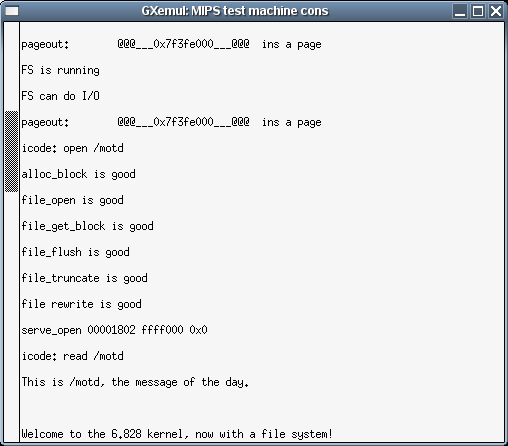 GXemul: MIPS test machine cons
pageout:        @@@___0x7f3fe000___@@@  ins a page
FS is running
FS can do I/O
pageout:        @@@___0x7f3fe000___@@@  ins a page
icode: open /motd
alloc_block is good
file_open is good
file_get_block is good
file_flush is good
file_truncate is good
file rewrite is good
serve_open 00001802 ffff000 0x0
icode: read /motd
This is /motd, the message of the day.
Welcome to the 6.828 kernel, now with a file system!